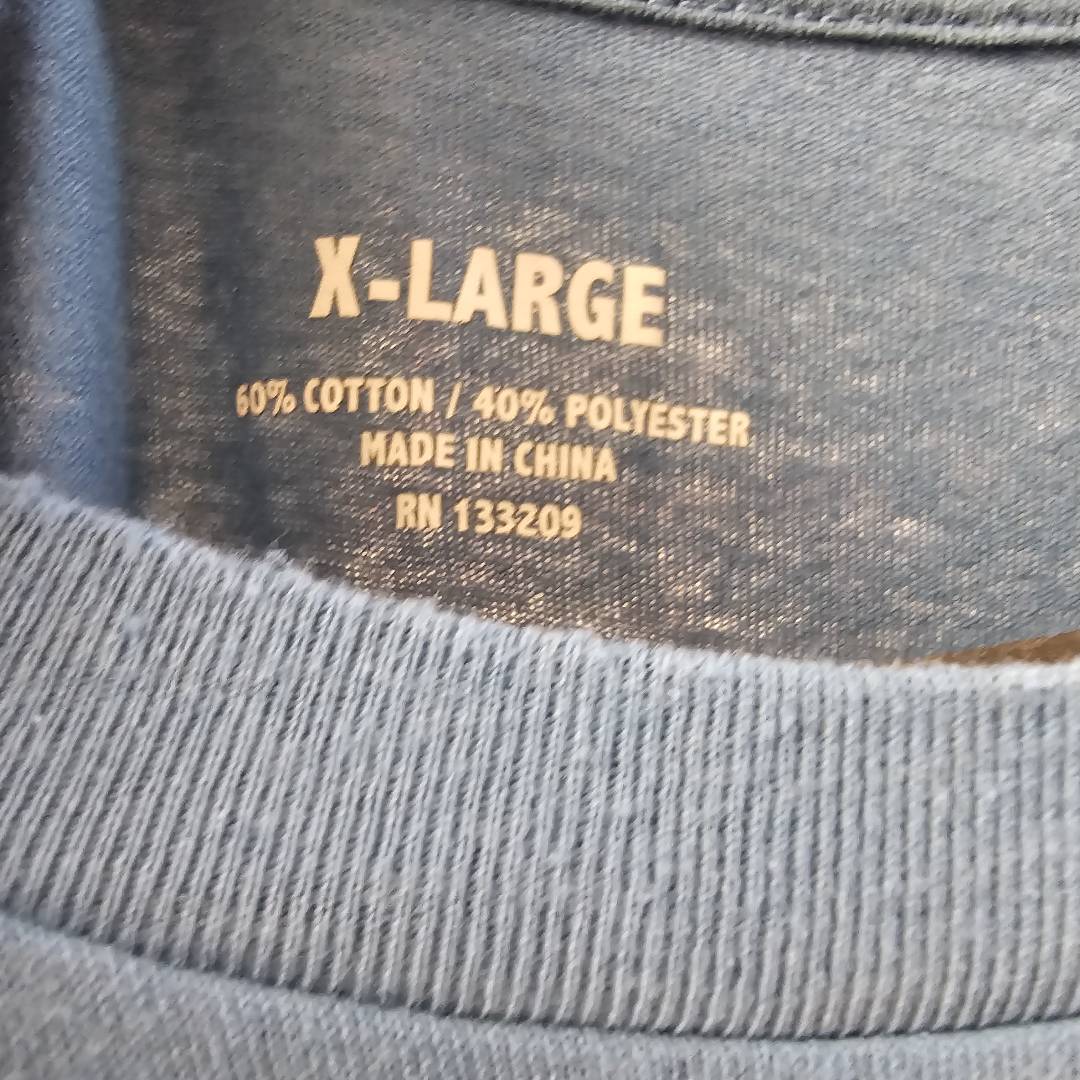 X-LARGE
60% COTTON / 40% POLYESTER
MADE IN CHINA
RN 133209